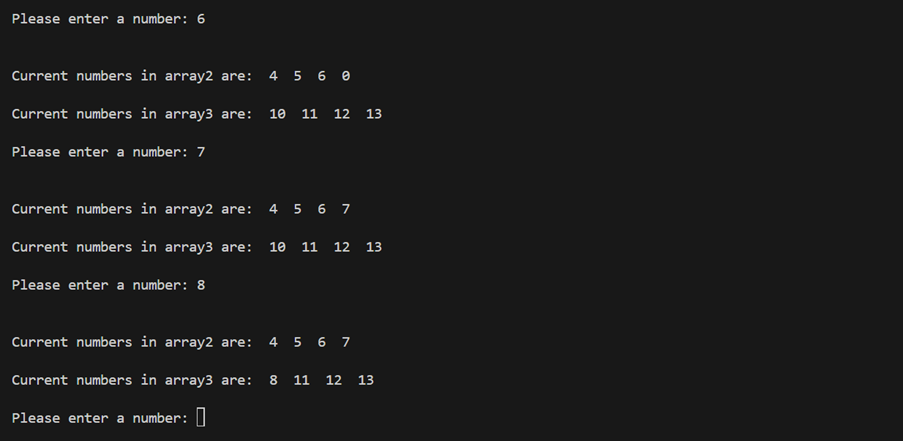 Please enter a number: 6
Current numbers in array2 are:  4  5  6  0
Current numbers in array3 are:  10  11  12  13
Please enter a number: 7
Current numbers in array2 are:  4  5  6  7
Current numbers in array3 are:  10  11  12  13
Please enter a number: 8
Current numbers in array2 are:  4  5  6  7
Current numbers in array3 are:  8  11  12  13
Please enter a number: